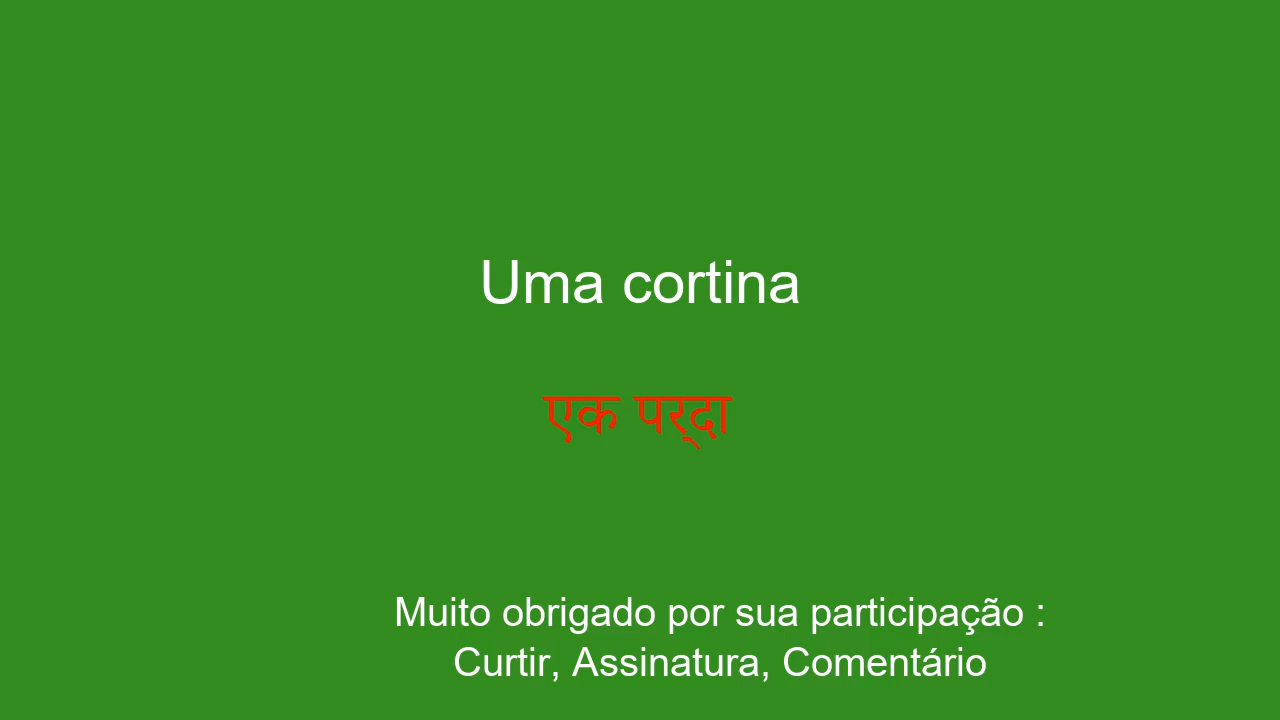 Uma cortina
एक पर्दा
Muito obrigado por sua participação :
Curtir, Assinatura, Comentário